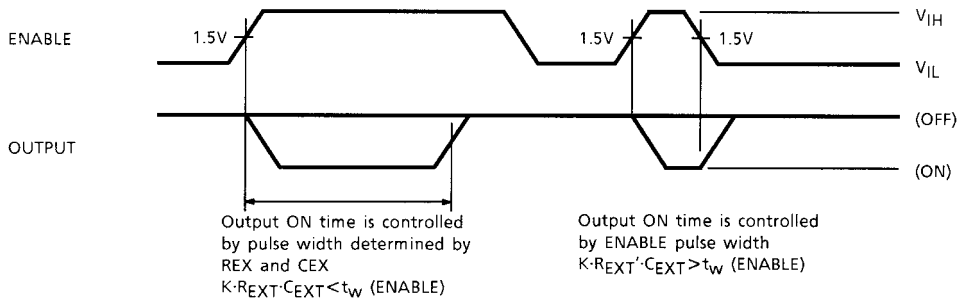 ENABLE
1.5V
1.5V
1.5V
VIH
VIL
OUTPUT
(OFF)
(ON)
Output ON time is controlled
by pulse width determined by
REX and CEX
K·REXT·CEXT<tW (ENABLE)
Output ON time is controlled
by ENABLE pulse width
K·REXT'·CEXT>tW (ENABLE)